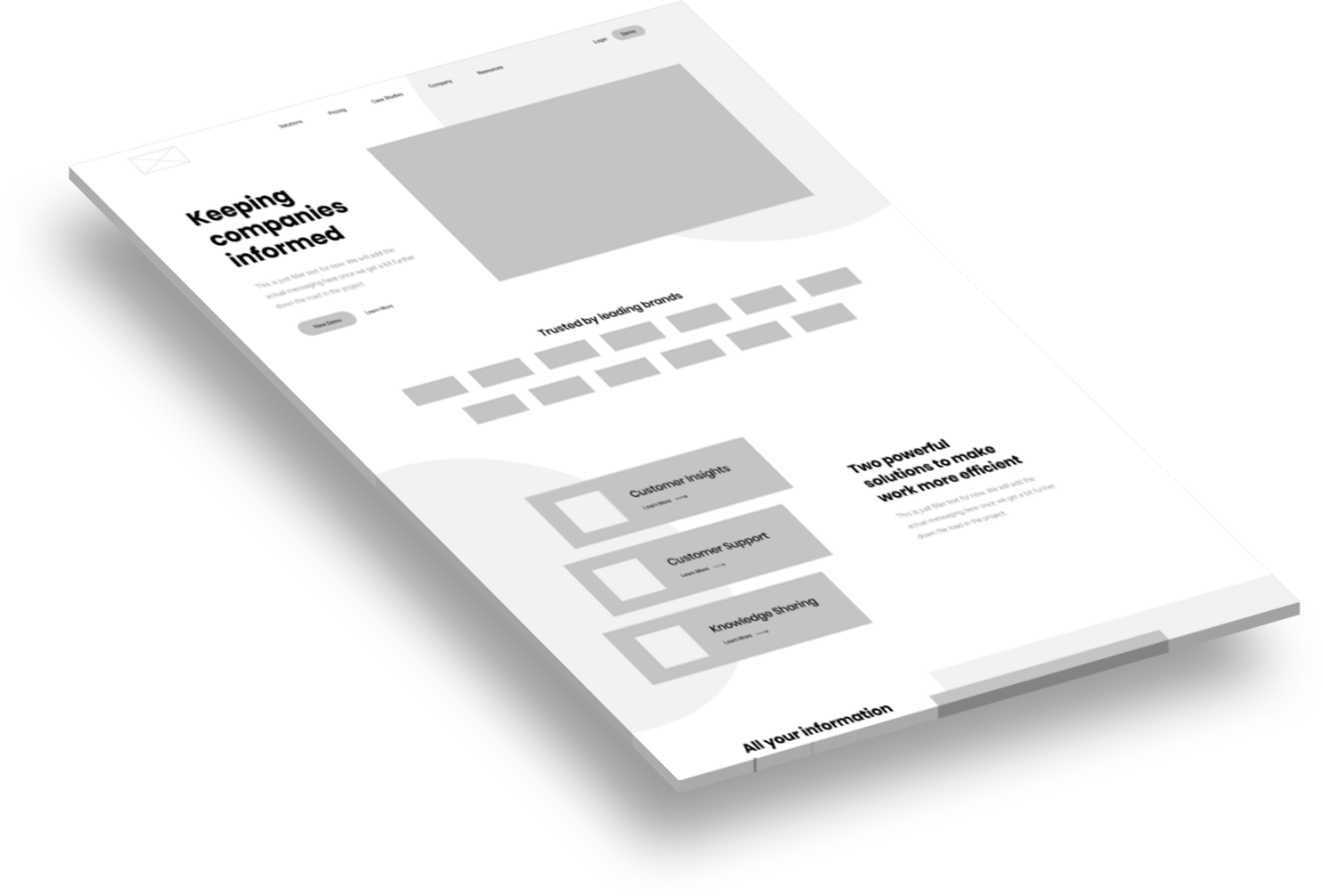 Solutions
Pricing
Case Studies
Company
Resources
Login
Demo
Keeping
companies
informed
This is just filler text for now. We will add the
actual messaging here once we get a bit further
down the road in the project.
View Demo
Learn More
Trusted by leading brands
Customer Insights
Learn More
Customer Support
Learn More
Knowledge Sharing
Learn More
Two powerful
solutions to make
work more efficient
This is just filler text for now. We will add the
actual messaging here once we get a bit further
down the road in the project.
All your information